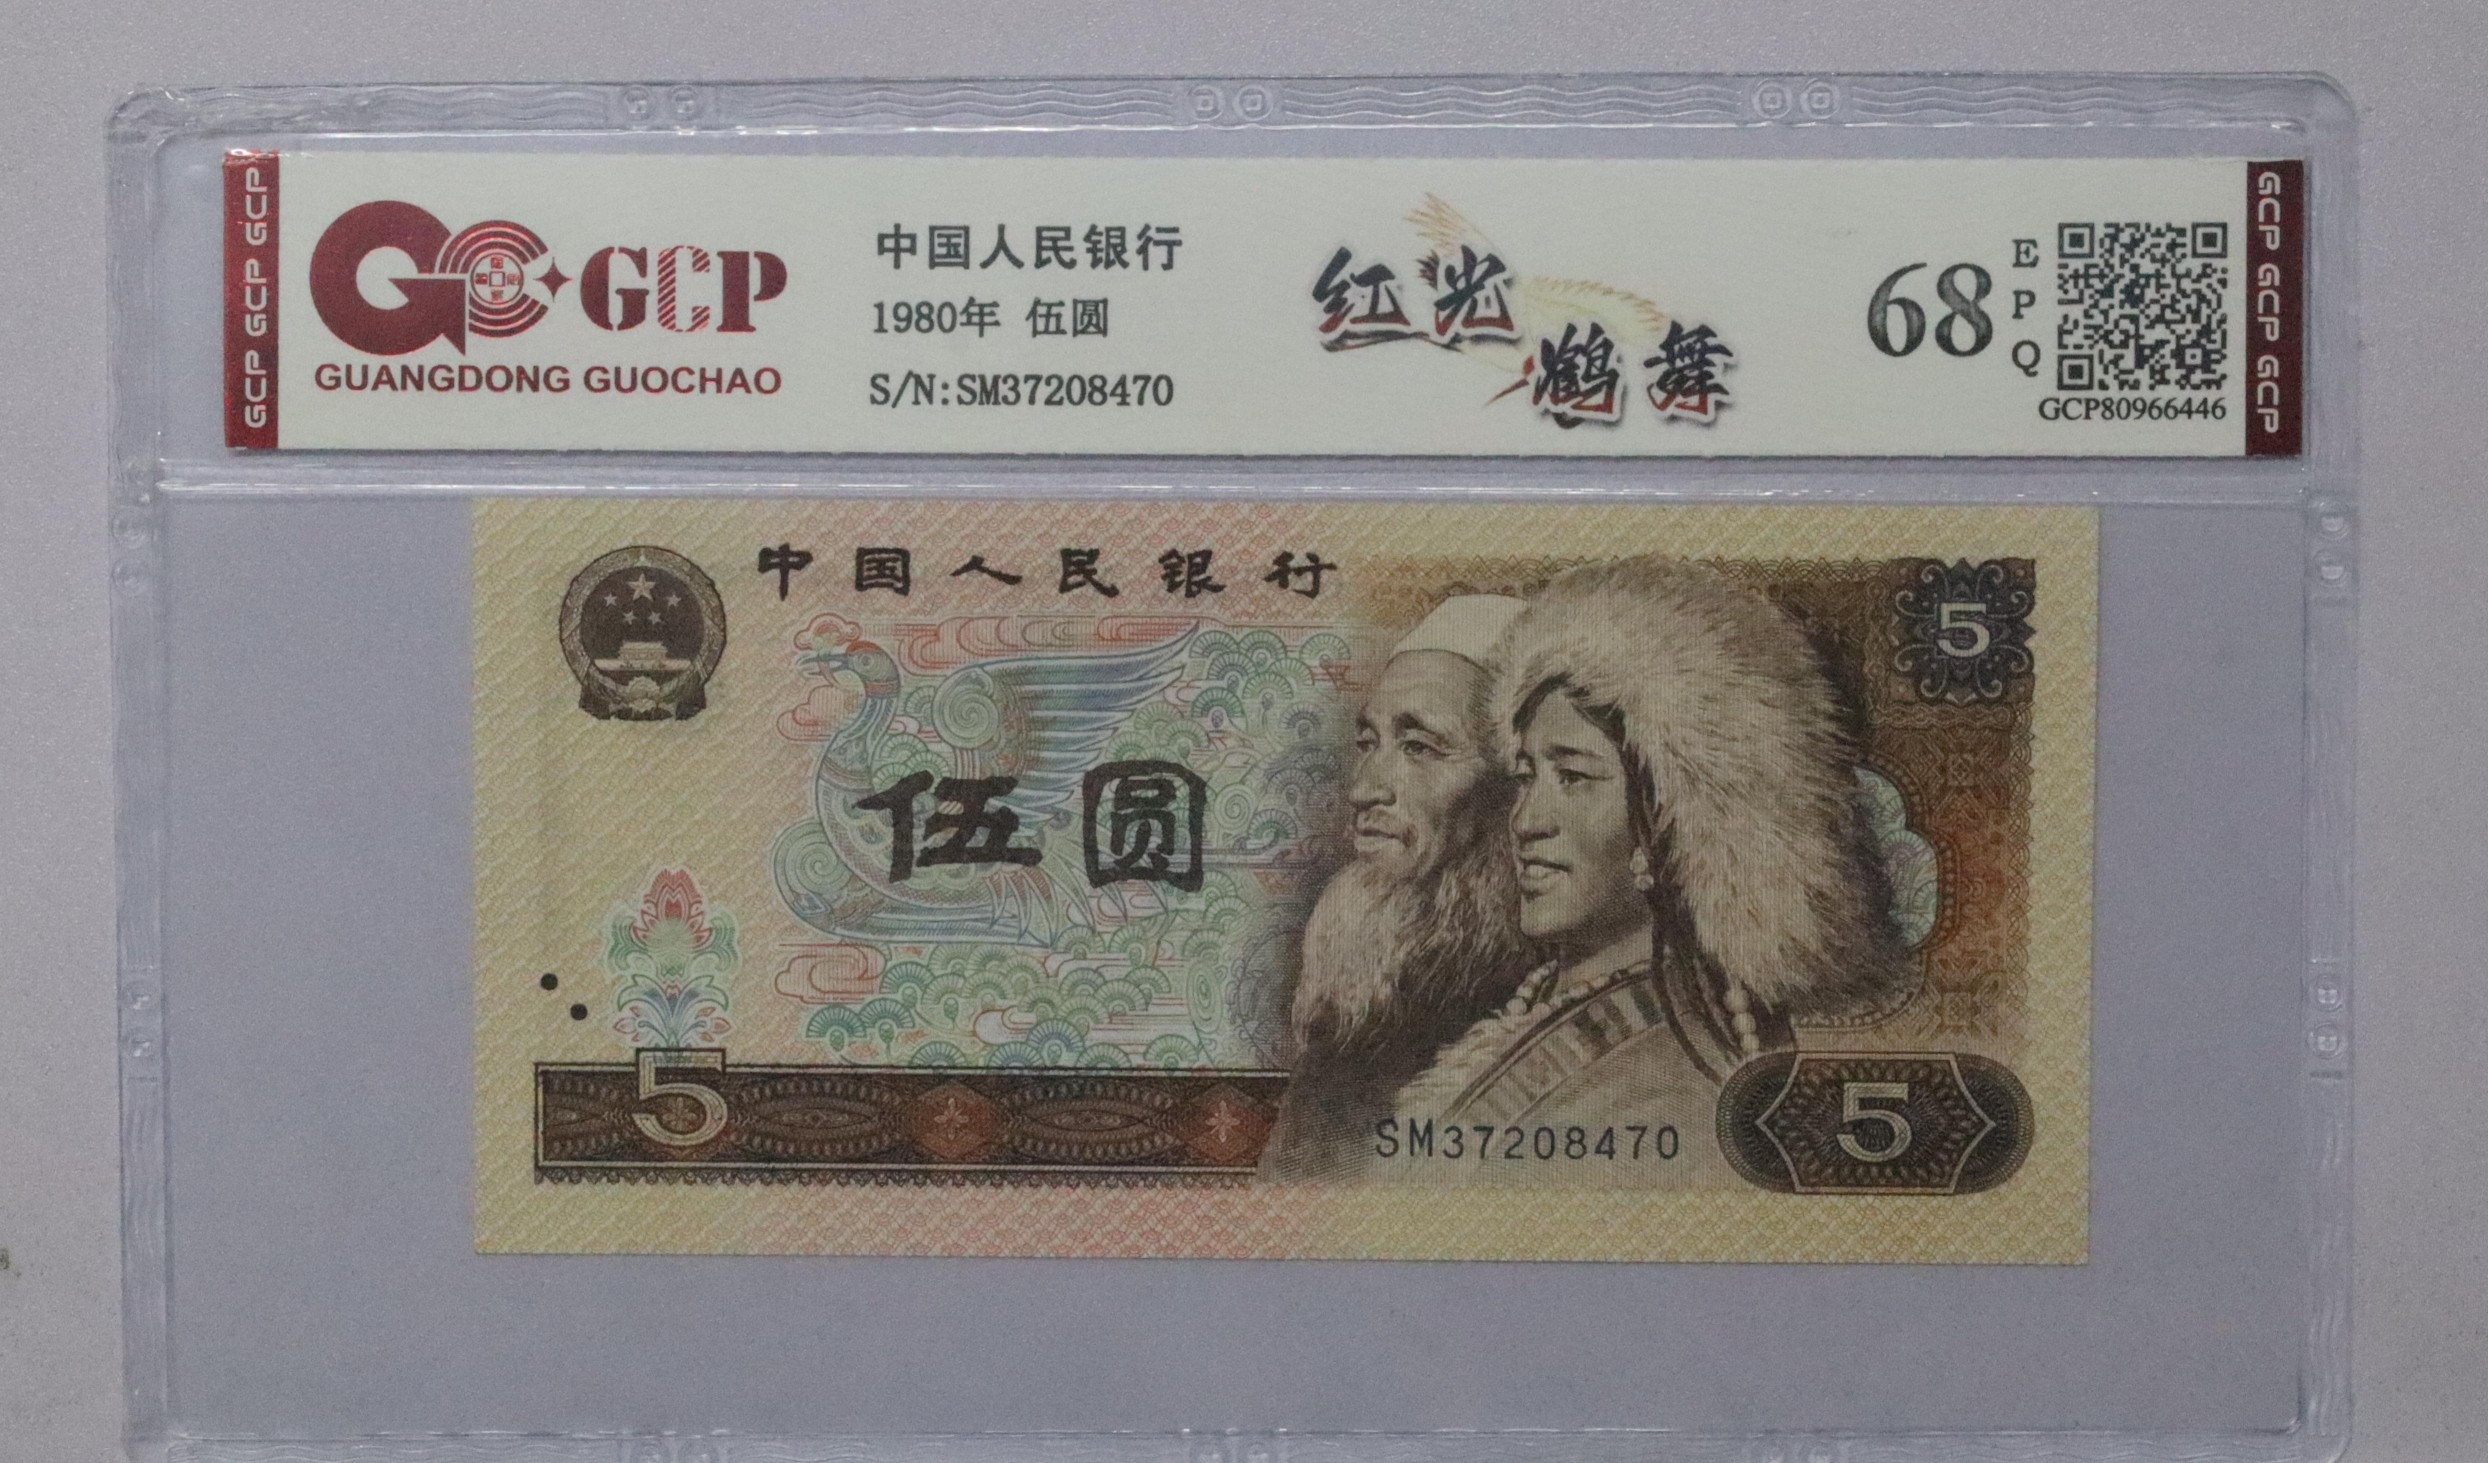 GCP GCP GCP
GCP
GUANGDONG GUOCHAO
中国人民银行
1980年 伍圆
S/N:SM37208470
红光
鹤舞
68
E
P
Q
GCP80966446
GCP GCP GCP
中国人民银行
5
伍圆
5
SM37208470
5